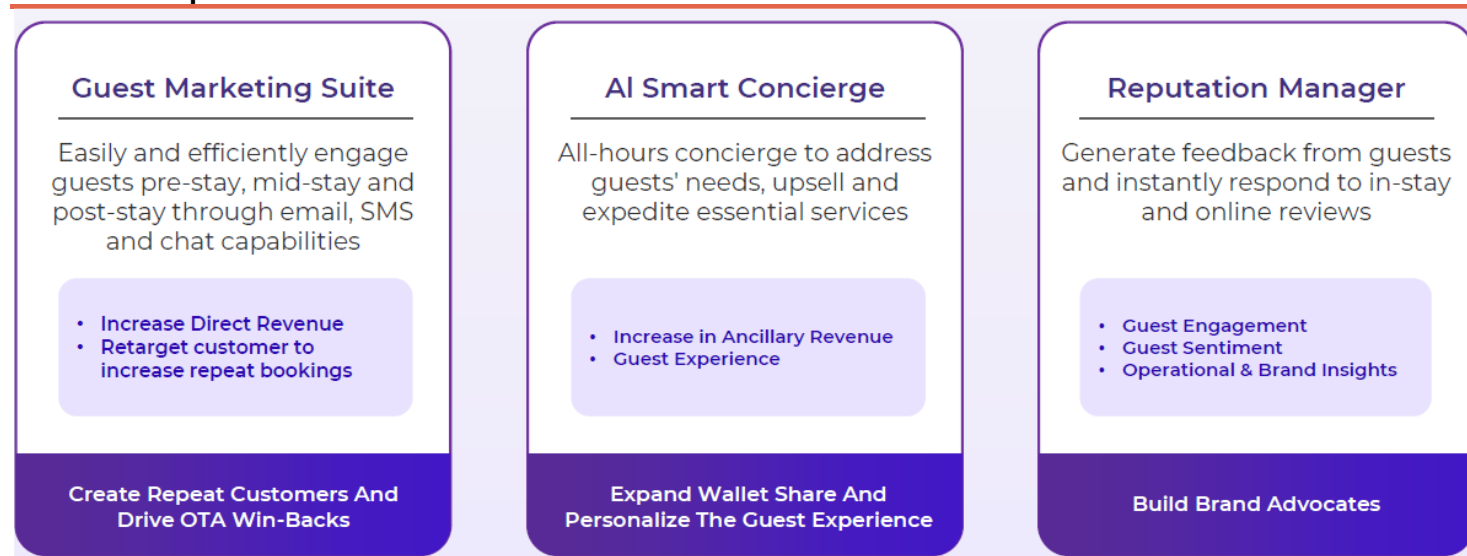 Guest Marketing Suite
Easily and efficiently engage
guests pre-stay, mid-stay and
post-stay through email, SMS
and chat capabilities
• Increase Direct Revenue
• Retarget customer to
increase repeat bookings
Create Repeat Customers And
Drive OTA Win-Backs
AI Smart Concierge
All-hours concierge to address
guests' needs, upsell and
expedite essential services
• Increase in Ancillary Revenue
• Guest Experience
Expand Wallet Share And
Personalize The Guest Experience
Reputation Manager
Generate feedback from guests
and instantly respond to in-stay
and online reviews
• Guest Engagement
• Guest Sentiment
• Operational & Brand Insights
Build Brand Advocates